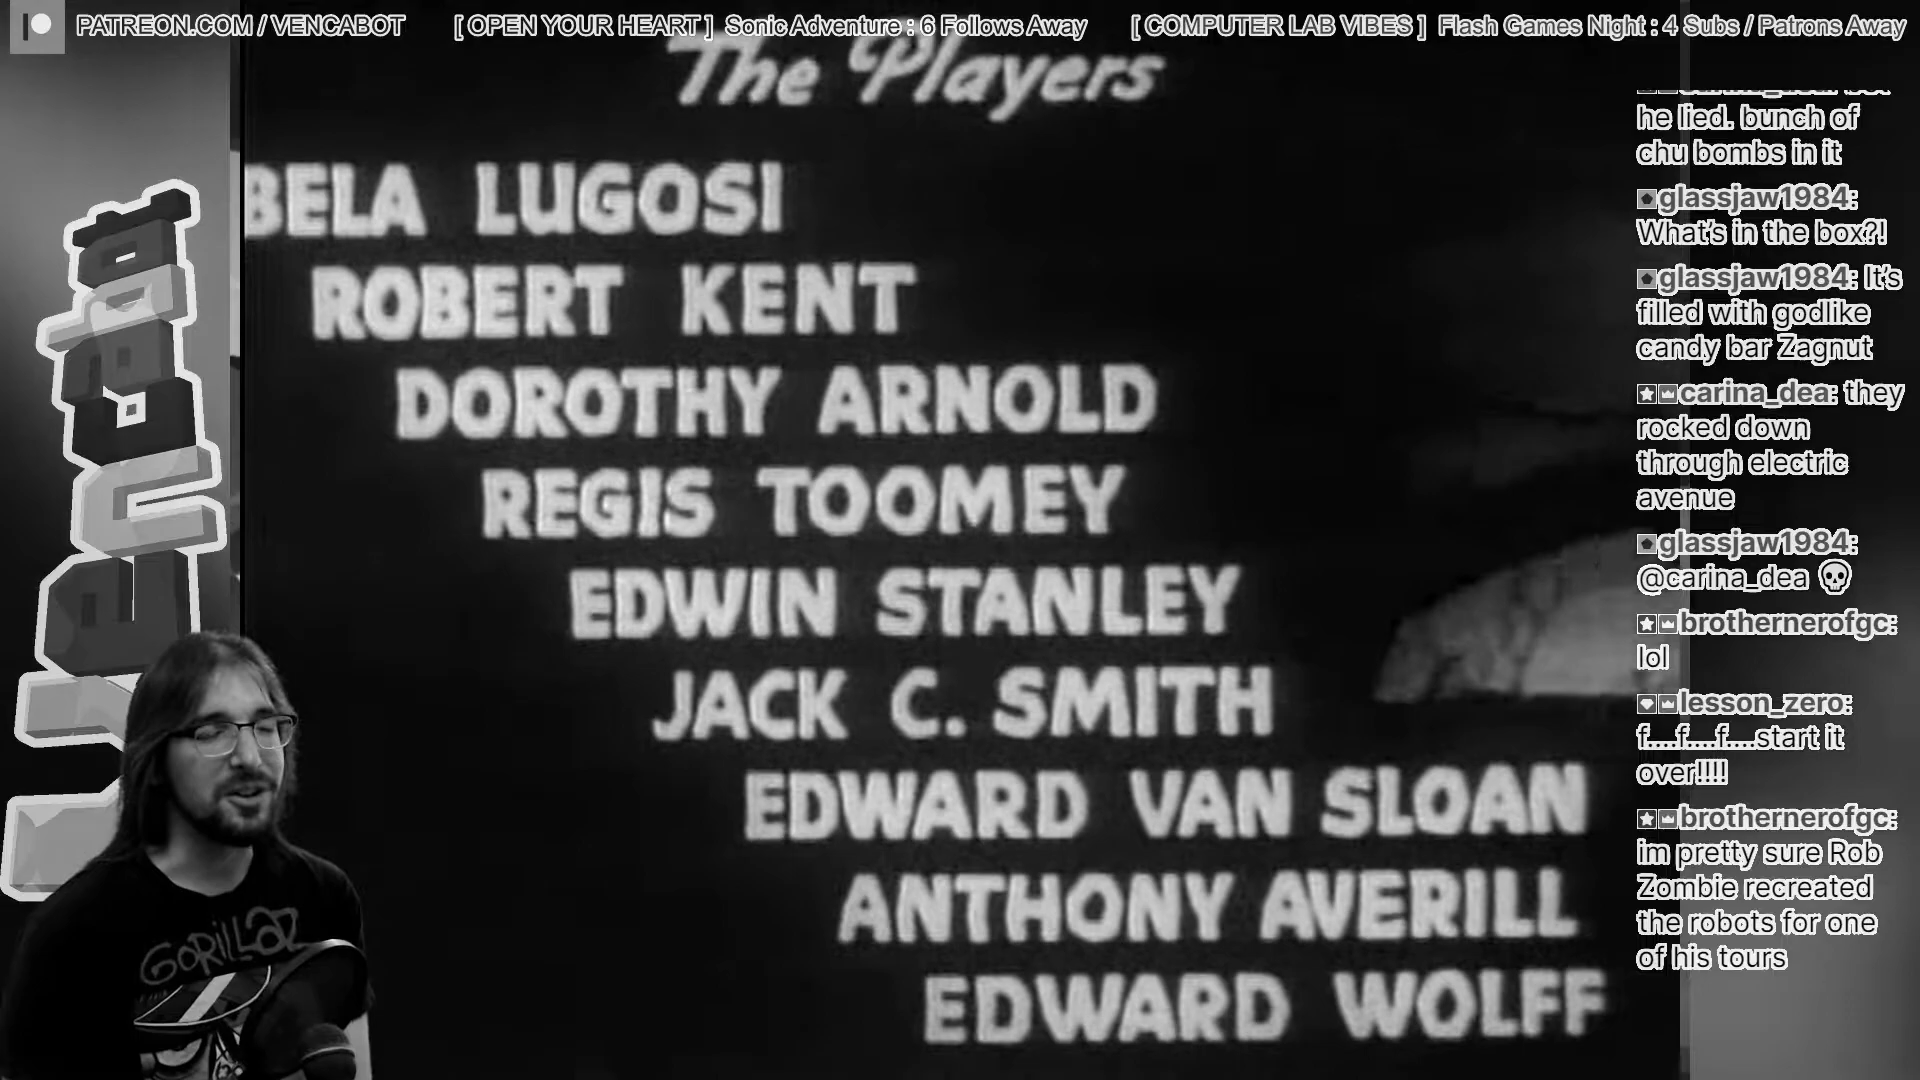 PATREON.COM / VENCABOT [ OPEN YOUR HEART ] Sonic Adventure : 6 Follows Away [ COMPUTER LAB VIBES ] Flash Games Night : 4 Subs / Patrons Away
The Players
BELA LUGOSI
ROBERT KENT
DOROTHY ARNOLD
REGIS TOOMEY
EDWIN STANLEY
JACK C. SMITH
EDWARD VAN SLOAN
ANTHONY AVERILL
EDWARD WOLFF
he lied. bunch of
chu bombs in it
glassjaw1984:
What's in the box?!
glassjaw1984: It's
filled with godlike
candy bar Zagnut
carina_dea: they
rocked down
through electric
avenue
glassjaw1984:
@carina_dea 💀
brothernerofgc:
lol
lesson_zero:
f....f....f....start it
over!!!!
brothernerofgc:
im pretty sure Rob
Zombie recreated
the robots for one
of his tours
GORILLAZ